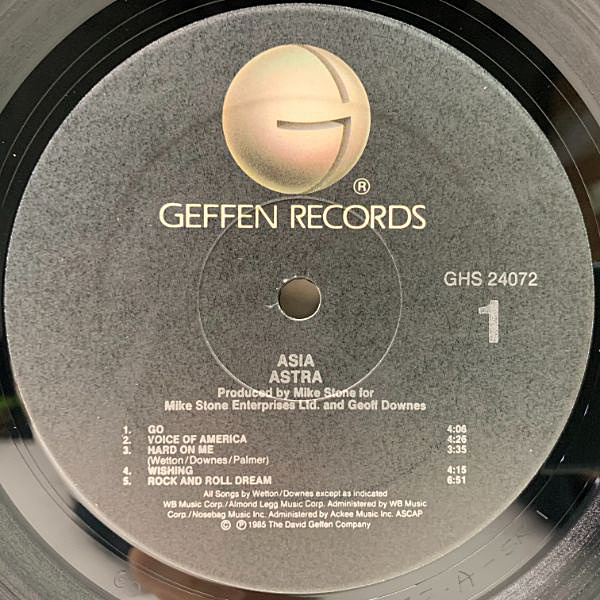 G
®
GEFFEN RECORDS
GHS 24072
1
ASIA
ASTRA
Produced by Mike Stone for
Mike Stone Enterprises Ltd. and Geoff Downes
1. GO 4:06
2. VOICE OF AMERICA 4:26
3. HARD ON ME 3:35
(Wetton/Downes/Palmer)
4. WISHING 4:15
5. ROCK AND ROLL DREAM 6:51
All Songs by Wetton/Downes except as indicated
WB Music Corp./Almond Legg Music Corp. Administered by WB Music
Corp./Nosebag Music Inc. Administered by Ackee Music Inc. ASCAP
© ℗ 1985 The David Geffen Company